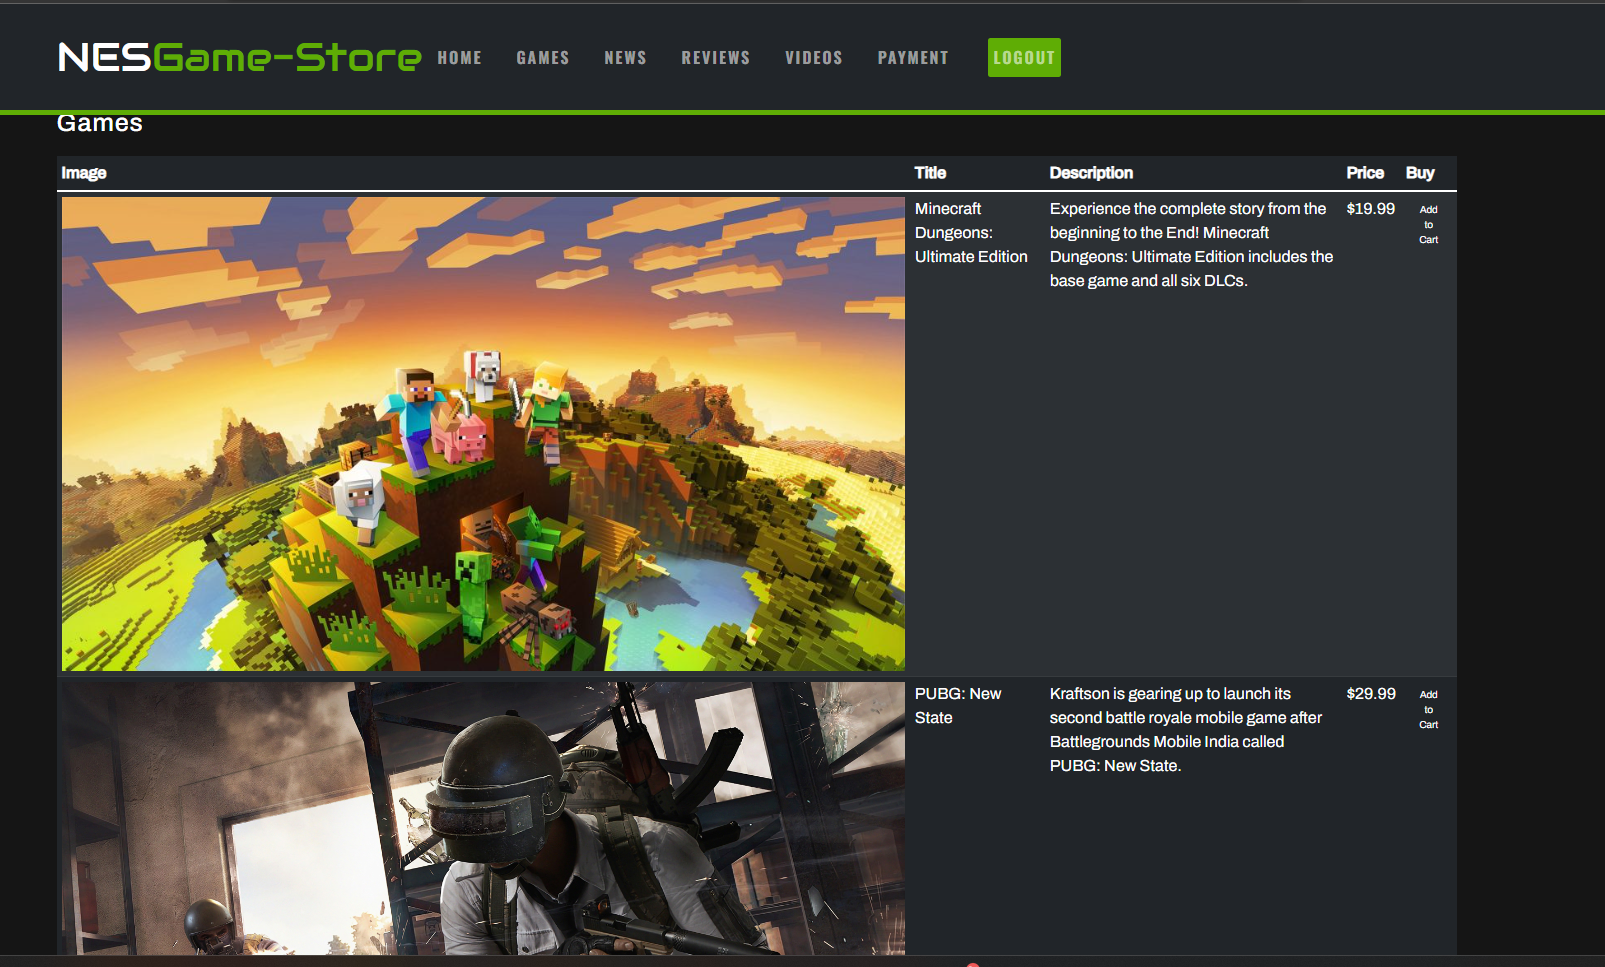 NESGame-Store HOME GAMES NEWS REVIEWS VIDEOS PAYMENT LOGOUT
Games
Image Title Description Price Buy
Minecraft
Dungeons:
Ultimate Edition
Experience the complete story from the
beginning to the End! Minecraft
Dungeons: Ultimate Edition includes the
base game and all six DLCs.
$19.99
Add
to
Cart
PUBG: New
State
Kraftson is gearing up to launch its
second battle royale mobile game after
Battlegrounds Mobile India called
PUBG: New State.
$29.99
Add
to
Cart